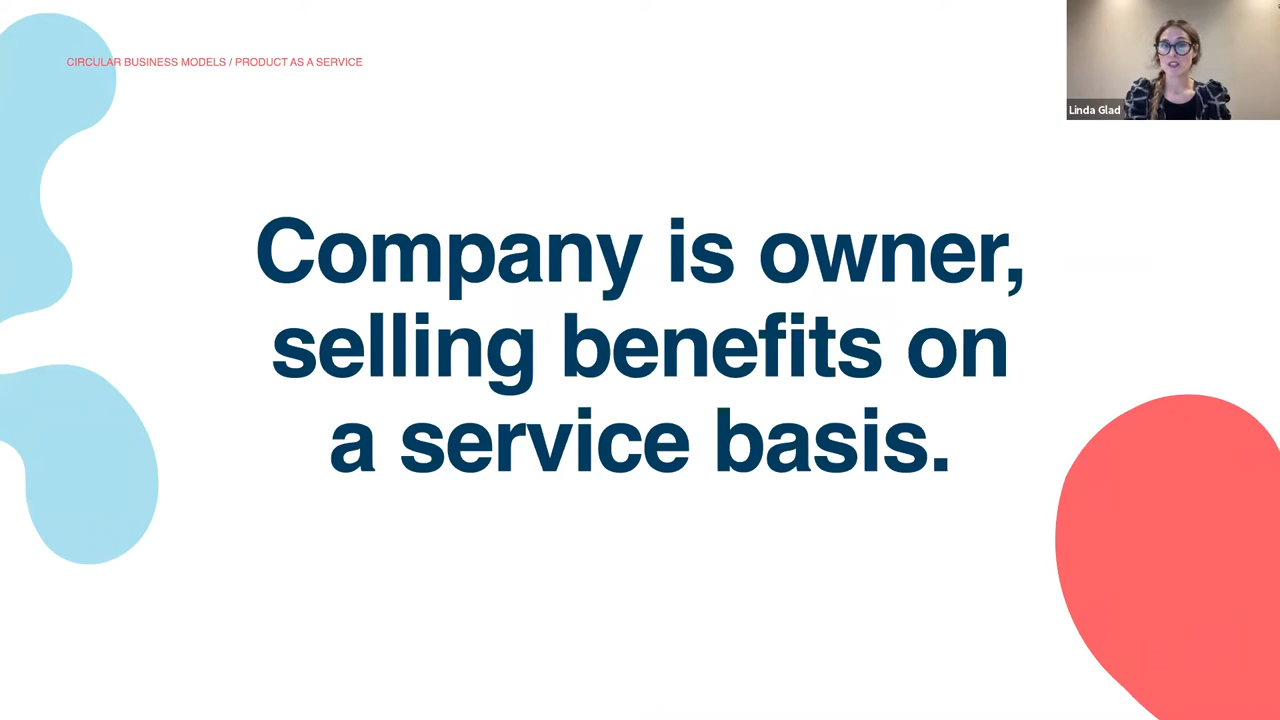 CIRCULAR BUSINESS MODELS / PRODUCT AS A SERVICE
Linda Glad
Company is owner,
selling benefits on
a service basis.